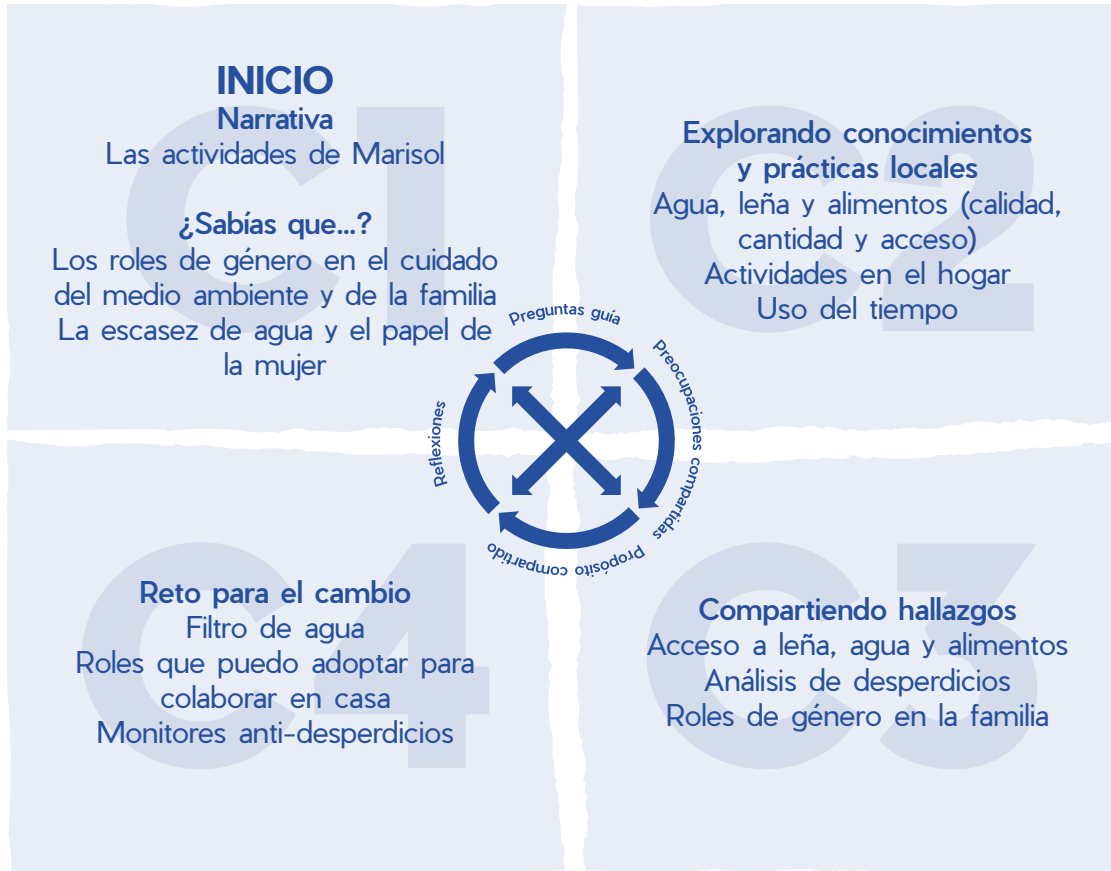 C1
INICIO
Narrativa
Las actividades de Marisol
¿Sabías que...?
Los roles de género en el cuidado
del medio ambiente y de la familia
La escasez de agua y el papel de
la mujer
C2
Explorando conocimientos
y prácticas locales
Agua, leña y alimentos (calidad,
cantidad y acceso)
Actividades en el hogar
Uso del tiempo
Preguntas guía
Preocupaciones compartidas
Propósito compartido
Reflexiones
C4
Reto para el cambio
Filtro de agua
Roles que puedo adoptar para
colaborar en casa
Monitores anti-desperdicios
C3
Compartiendo hallazgos
Acceso a leña, agua y alimentos
Análisis de desperdicios
Roles de género en la familia